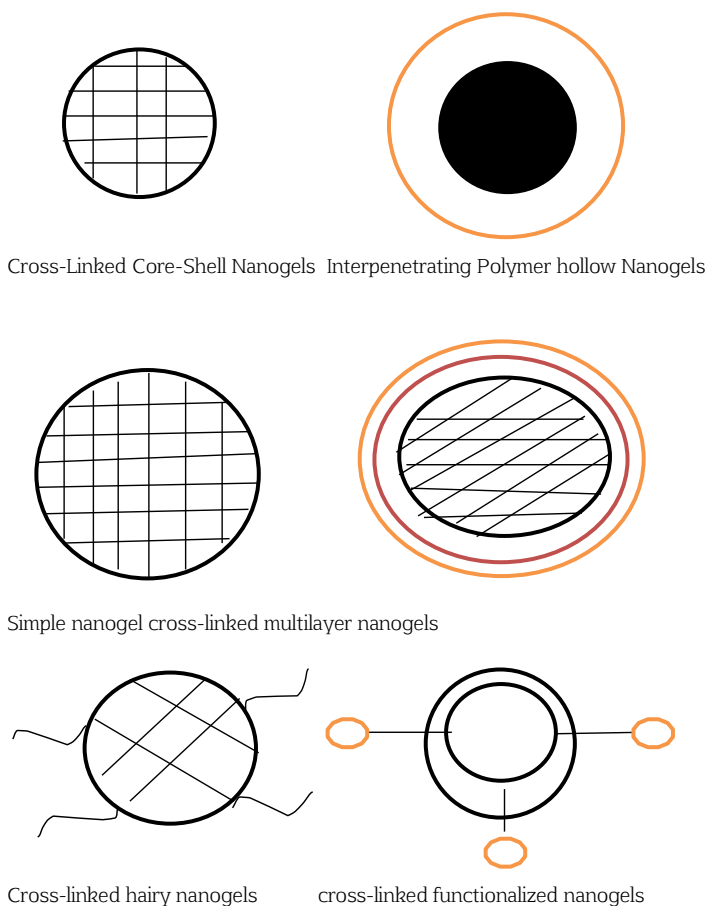 Cross-Linked Core-Shell Nanogels Interpenetrating Polymer hollow Nanogels
Simple nanogel cross-linked multilayer nanogels
Cross-linked hairy nanogels cross-linked functionalized nanogels